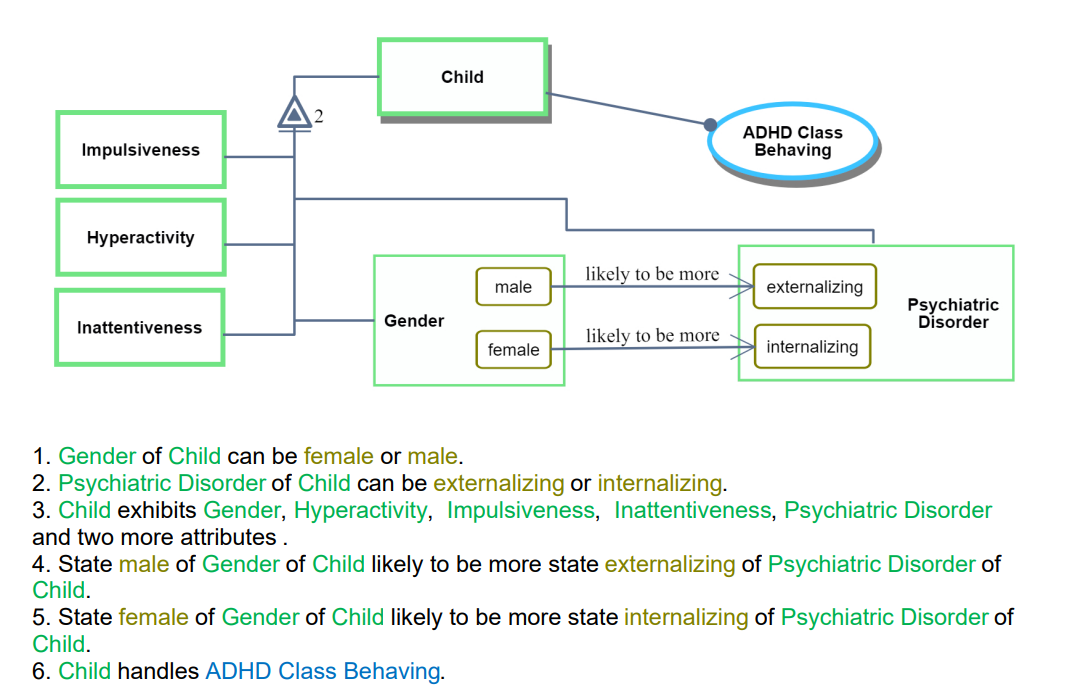 Child
2
Impulsiveness
ADHD Class
Behaving
Hyperactivity
Inattentiveness
Gender
male
female
likely to be more
likely to be more
externalizing
internalizing
Psychiatric
Disorder
1. Gender of Child can be female or male.
2. Psychiatric Disorder of Child can be externalizing or internalizing.
3. Child exhibits Gender, Hyperactivity, Impulsiveness, Inattentiveness, Psychiatric Disorder
and two more attributes .
4. State male of Gender of Child likely to be more state externalizing of Psychiatric Disorder of
Child.
5. State female of Gender of Child likely to be more state internalizing of Psychiatric Disorder of
Child.
6. Child handles ADHD Class Behaving.